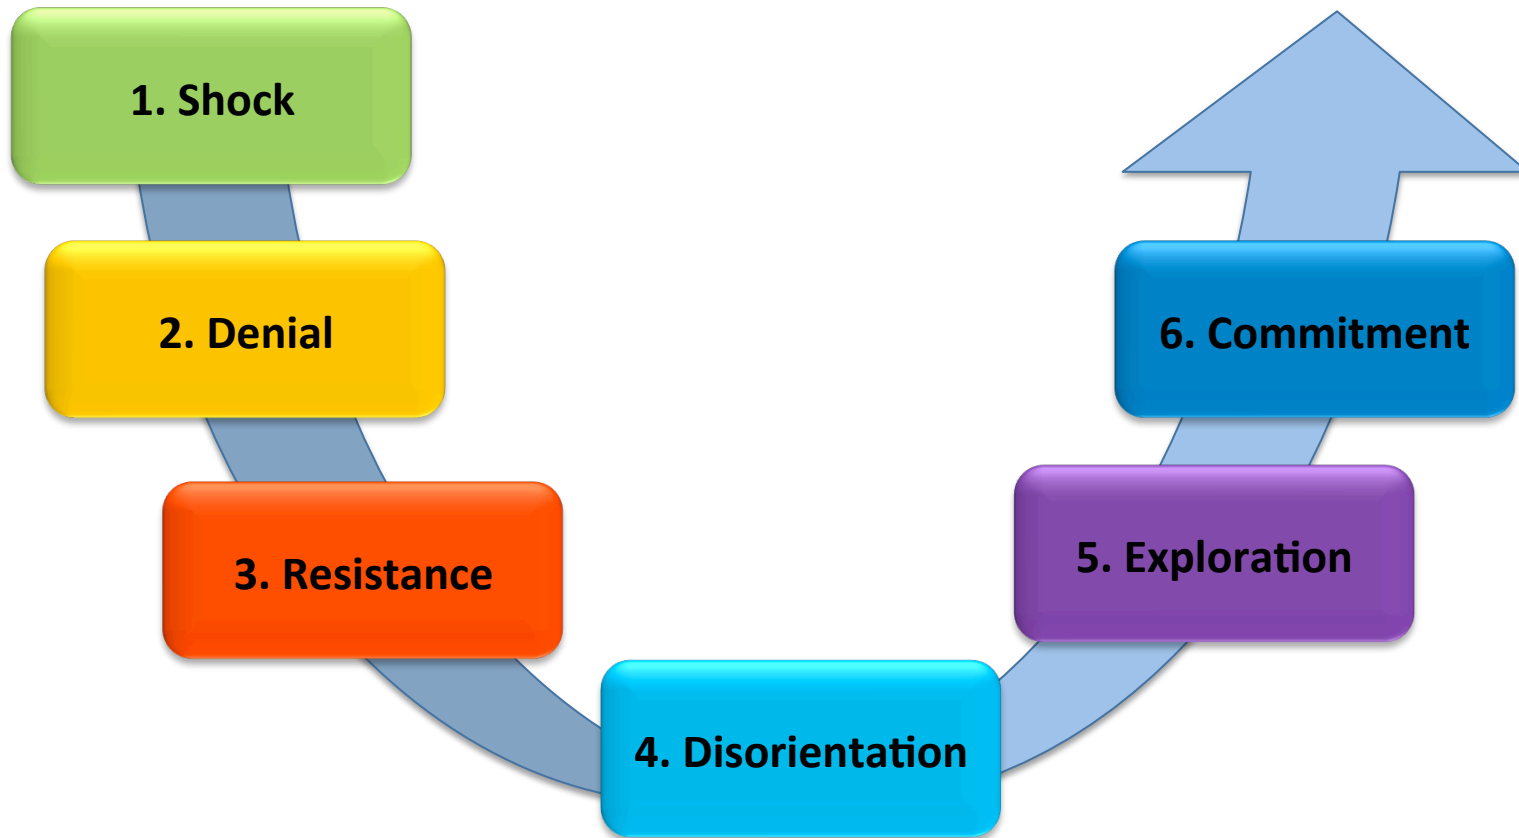 1. Shock
2. Denial
3. Resistance
4. Disorientation
5. Exploration
6. Commitment